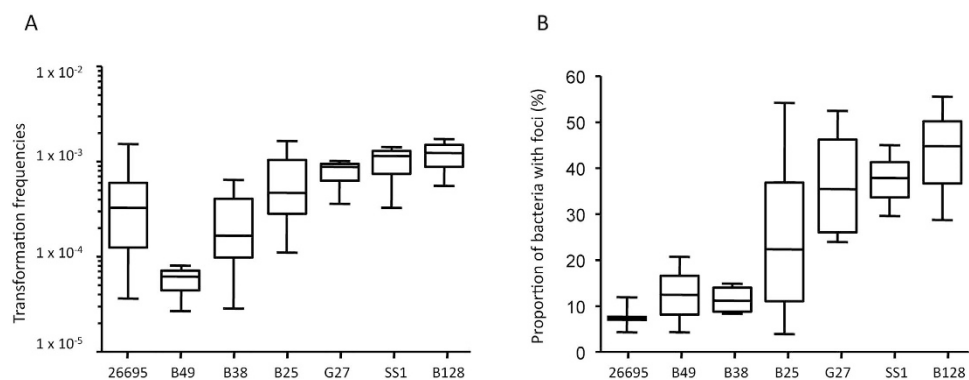 A
Transformation frequencies
1 x 10-2
1 x 10-3
1 x 10-4
1 x 10-5
26695 B49 B38 B25 G27 SS1 B128
B
Proportion of bacteria with foci (%)
60
50
40
30
20
10
0
26695 B49 B38 B25 G27 SS1 B128